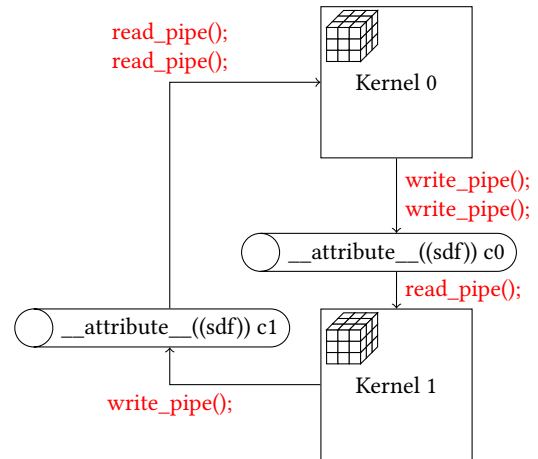 read_pipe();
read_pipe();
Kernel 0
write_pipe();
write_pipe();
__attribute__((sdf)) c0
read_pipe();
__attribute__((sdf)) c1
Kernel 1
write_pipe();